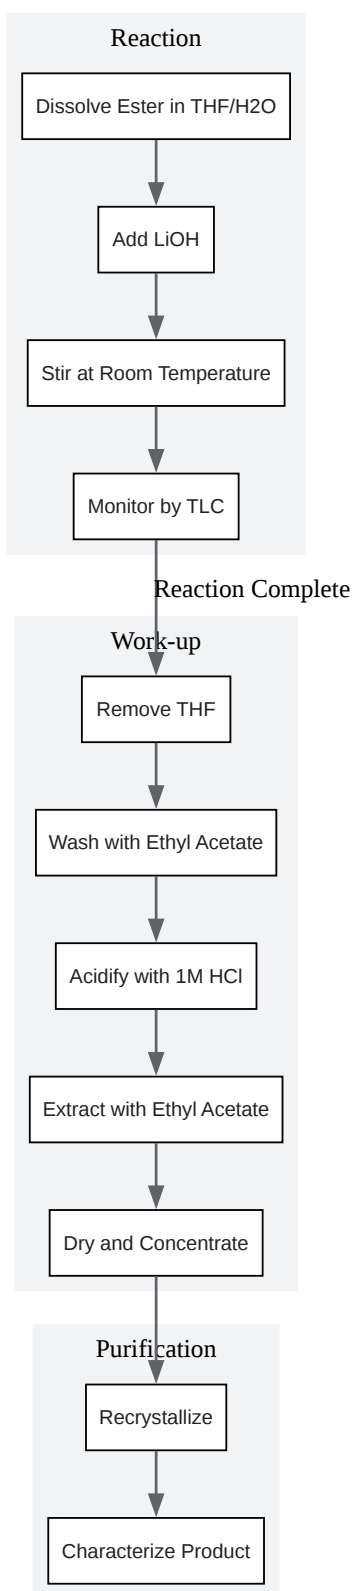 Reaction
Dissolve Ester in THF/H2O
Add LiOH
Stir at Room Temperature
Monitor by TLC
Reaction Complete
Work-up
Remove THF
Wash with Ethyl Acetate
Acidify with 1M HCl
Extract with Ethyl Acetate
Dry and Concentrate
Purification
Recrystallize
Characterize Product